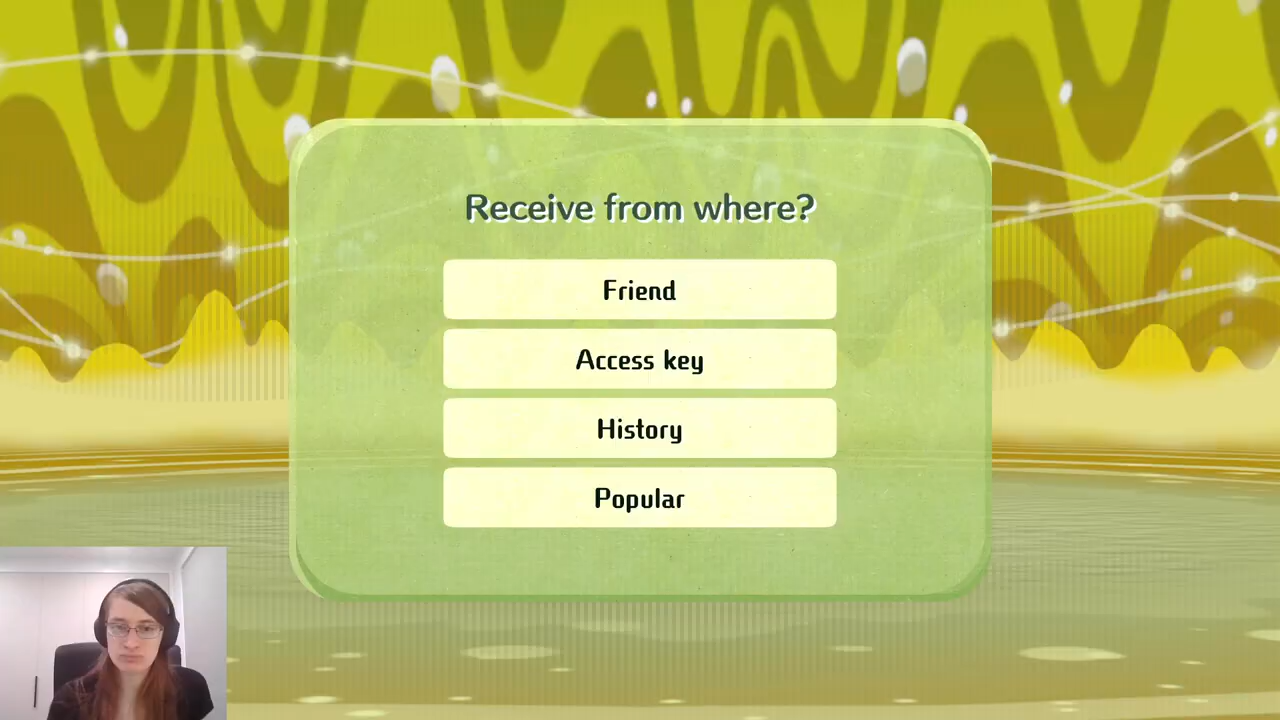 Receive from where?
Friend
Access key
History
Popular